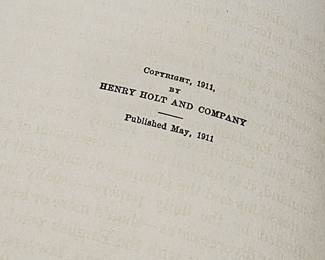 Copyright, 1911,
BY
HENRY HOLT AND COMPANY
Published May, 1911